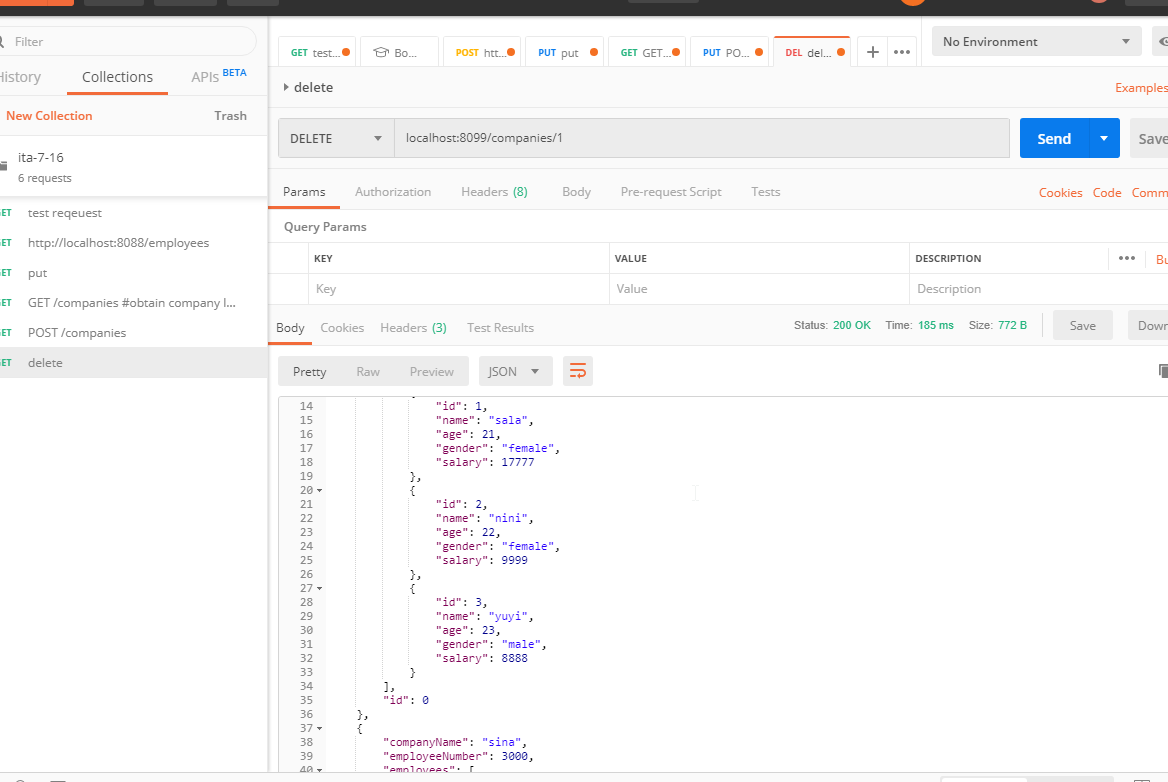 Filter
History
Collections
APIs BETA
New Collection
Trash
ita-7-16
6 requests
GET test reqeuest
GET http://localhost:8088/employees
GET put
GET GET /companies #obtain company l...
GET POST /companies
GET delete
GET test...
Bo...
POST htt...
PUT put
GET GET...
PUT PO...
DEL del...
No Environment
delete
Examples
DELETE
localhost:8099/companies/1
Send
Save
Params
Authorization
Headers (8)
Body
Pre-request Script
Tests
Cookies
Code
Comm
Query Params
KEY
VALUE
DESCRIPTION
Bu
Key
Value
Description
Body
Cookies
Headers (3)
Test Results
Status: 200 OK
Time: 185 ms
Size: 772 B
Save
Down
Pretty
Raw
Preview
JSON
14 "id": 1,
15 "name": "sala",
16 "age": 21,
17 "gender": "female",
18 "salary": 17777
19 },
20 {
21 "id": 2,
22 "name": "nini",
23 "age": 22,
24 "gender": "female",
25 "salary": 9999
26 },
27 {
28 "id": 3,
29 "name": "yuyi",
30 "age": 23,
31 "gender": "male",
32 "salary": 8888
33 }
34 ],
35 "id": 0
36 },
37 {
38 "companyName": "sina",
39 "employeeNumber": 3000,
40 "employees": [